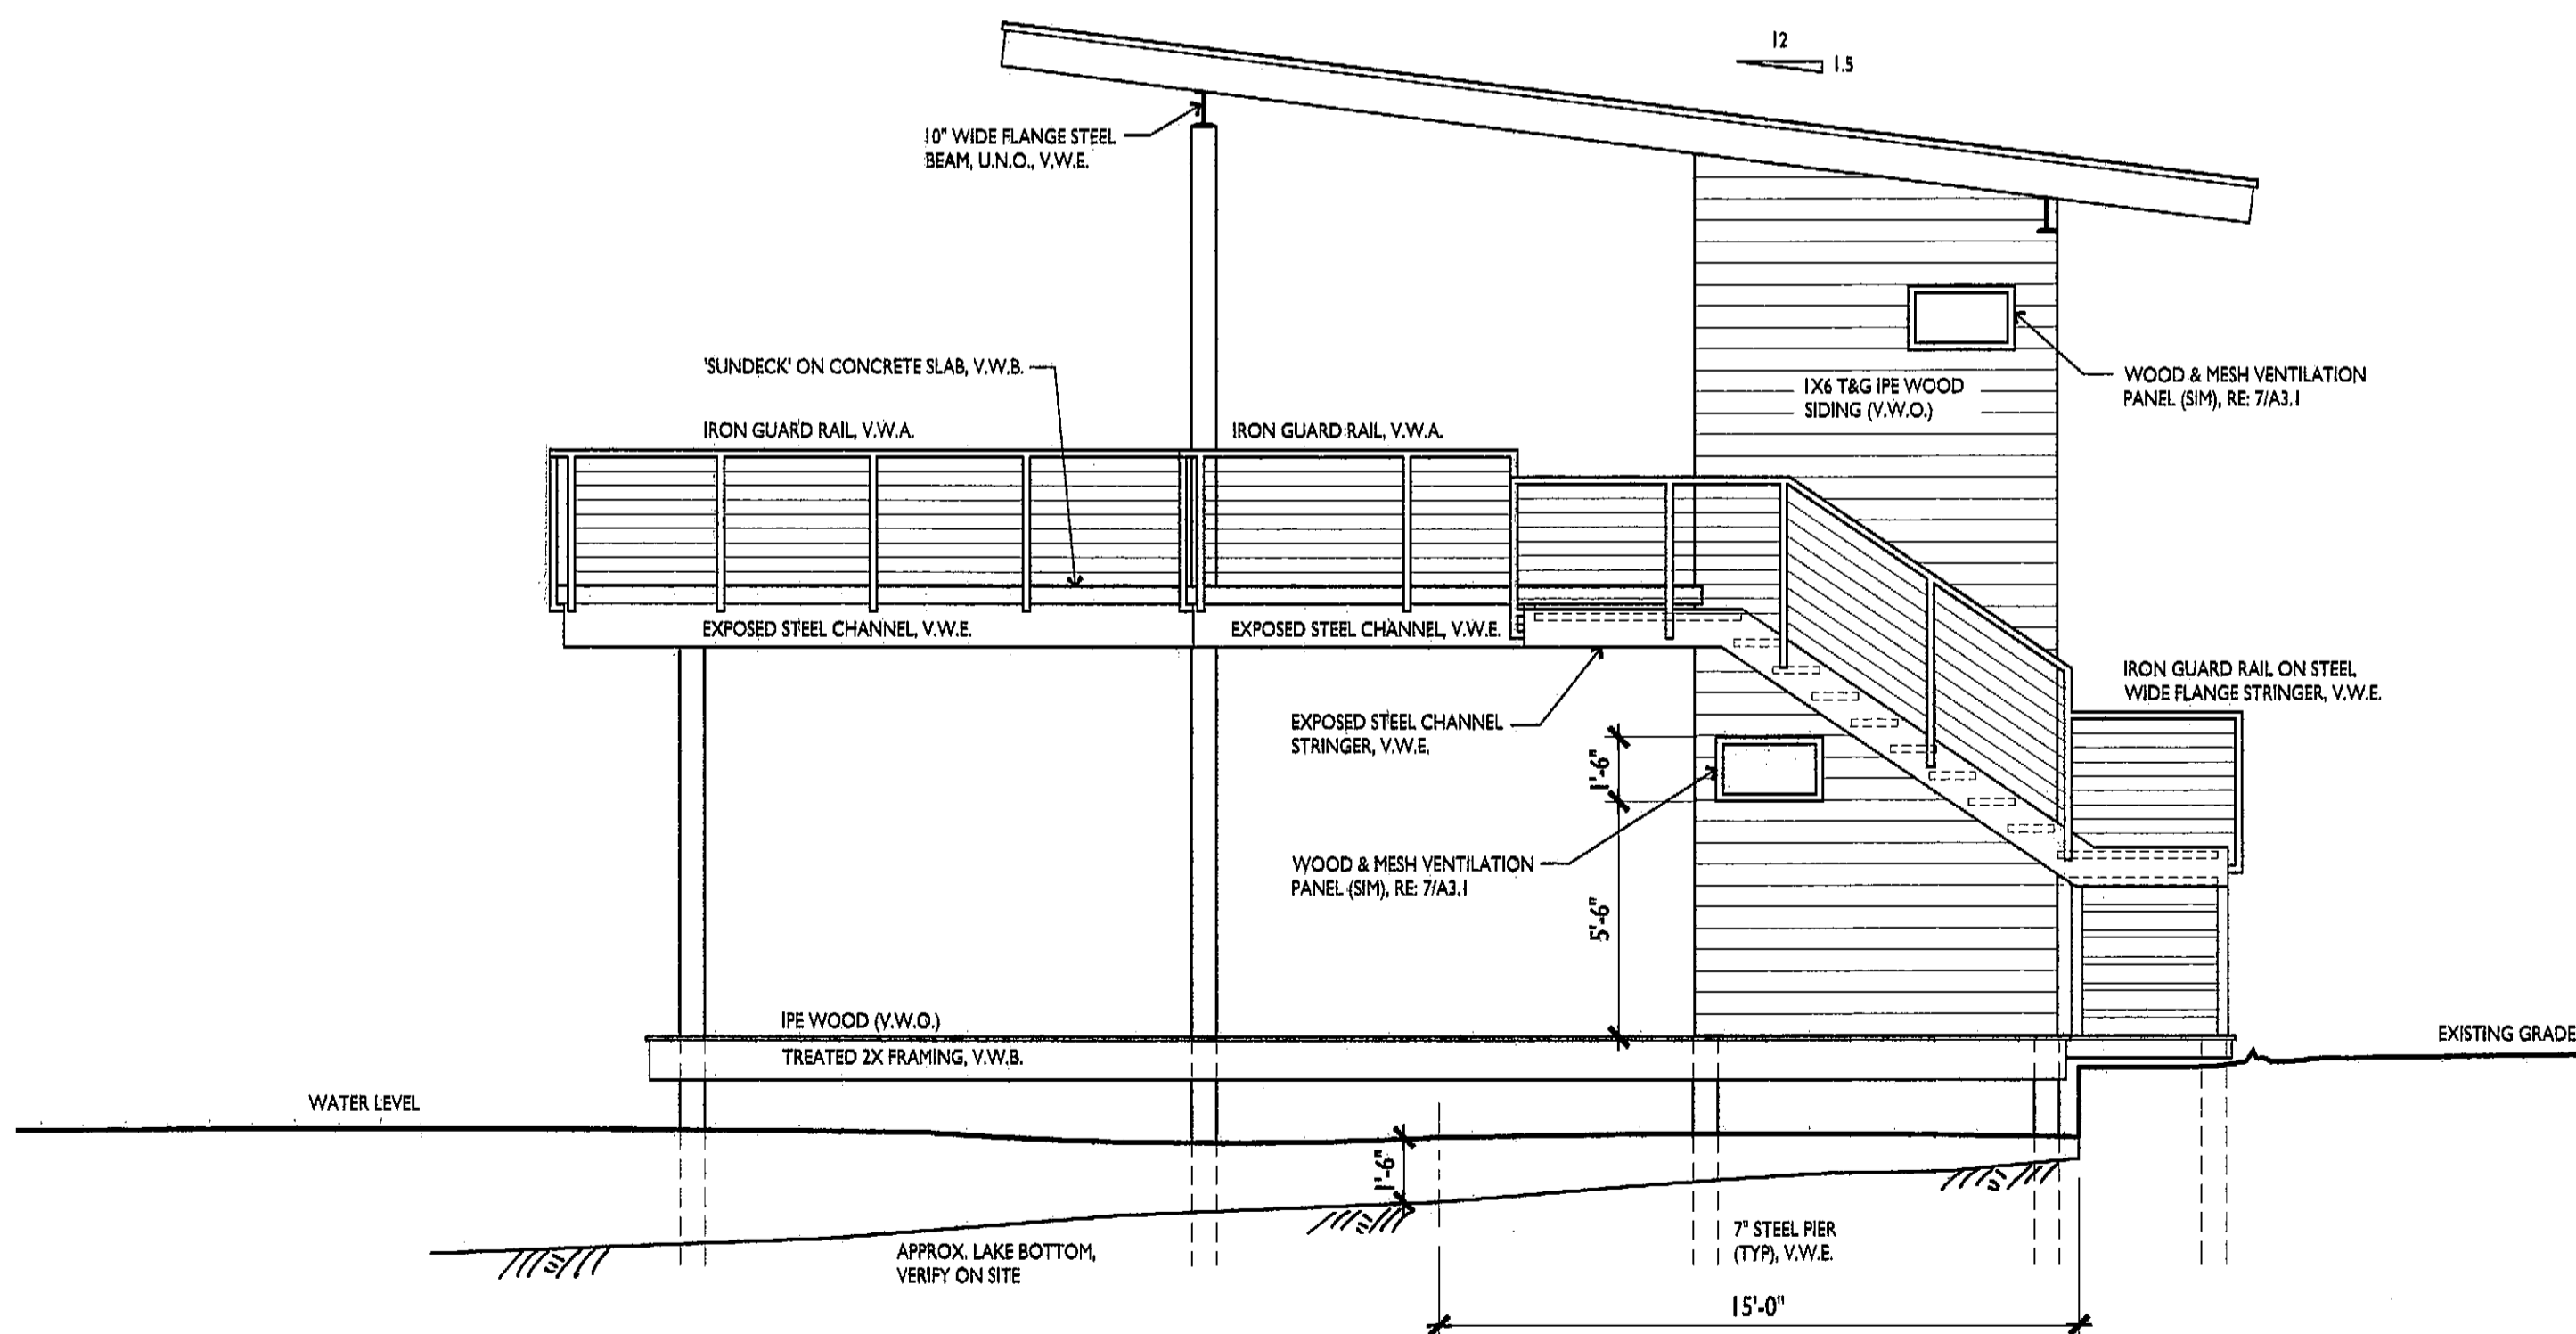 12
1.5
10" WIDE FLANGE STEEL
BEAM, U.N.O., V.W.E.
'SUNDECK' ON CONCRETE SLAB, V.W.B.
1X6 T&G IPE WOOD
SIDING (V.W.O.)
WOOD & MESH VENTILATION
PANEL (SIM), RE: 7/A3.1
IRON GUARD RAIL, V.W.A.
IRON GUARD RAIL, V.W.A.
EXPOSED STEEL CHANNEL, V.W.E.
EXPOSED STEEL CHANNEL, V.W.E.
IRON GUARD RAIL ON STEEL
WIDE FLANGE STRINGER, V.W.E.
EXPOSED STEEL CHANNEL
STRINGER, V.W.E.
1'-6"
WOOD & MESH VENTILATION
PANEL (SIM), RE: 7/A3.1
5'-6"
IPE WOOD (V.W.O.)
TREATED 2X FRAMING, V.W.B.
EXISTING GRADE
WATER LEVEL
1'-6"
APPROX. LAKE BOTTOM,
VERIFY ON SITE
7" STEEL PIER
(TYP), V.W.E.
15'-0"